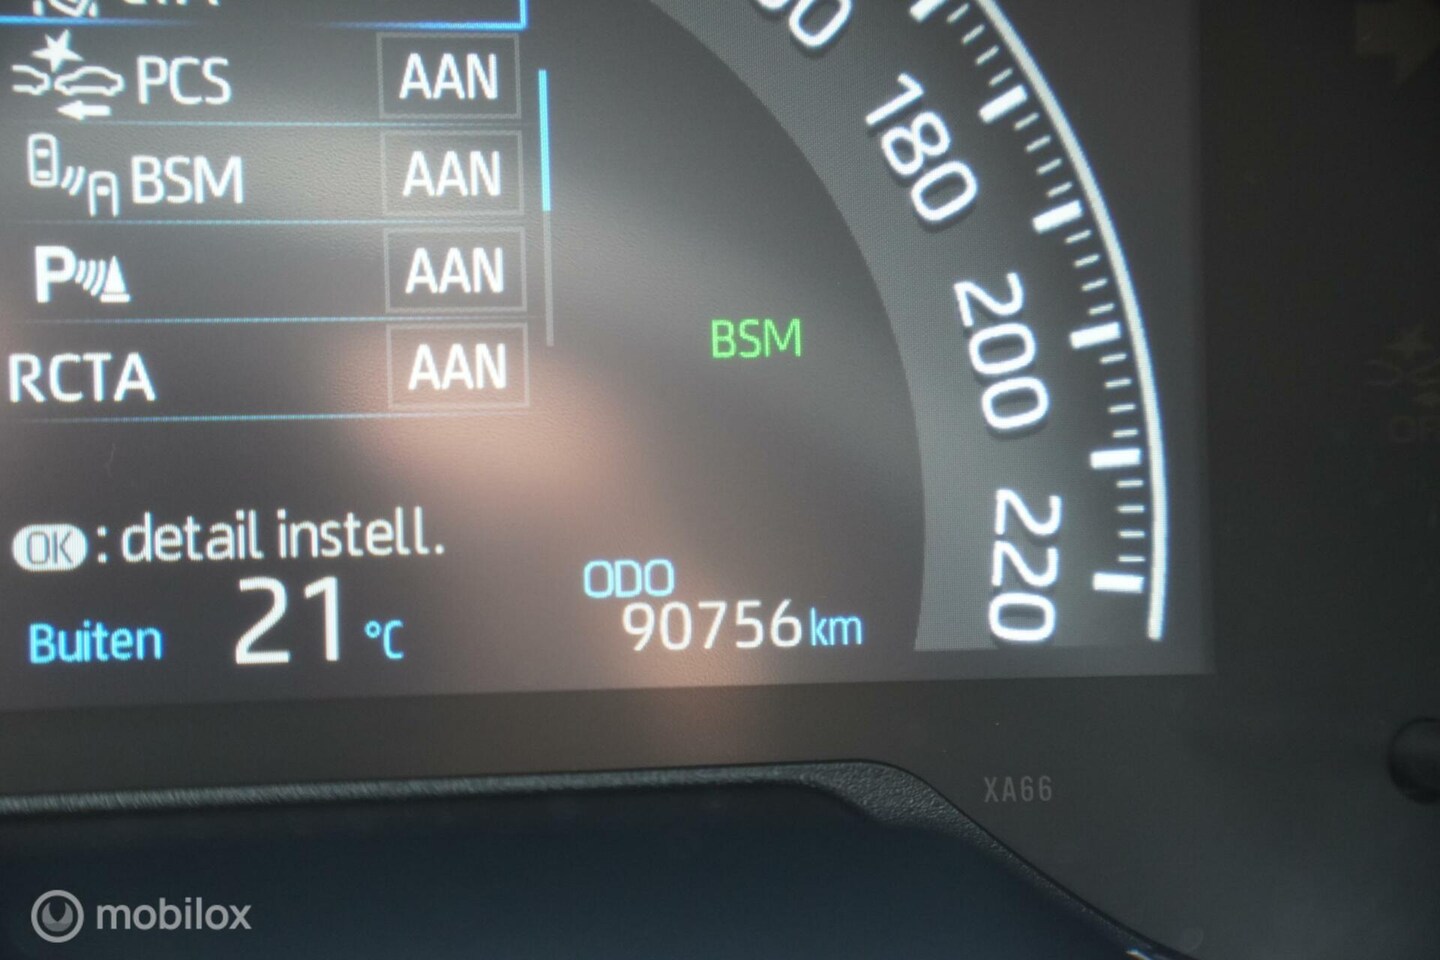 PCS AAN
BSM AAN
P AAN
RCTA AAN
BSM
OK : detail instell.
Buiten 21 °C
ODO
90756 km
180
200
220
XA66
mobilox